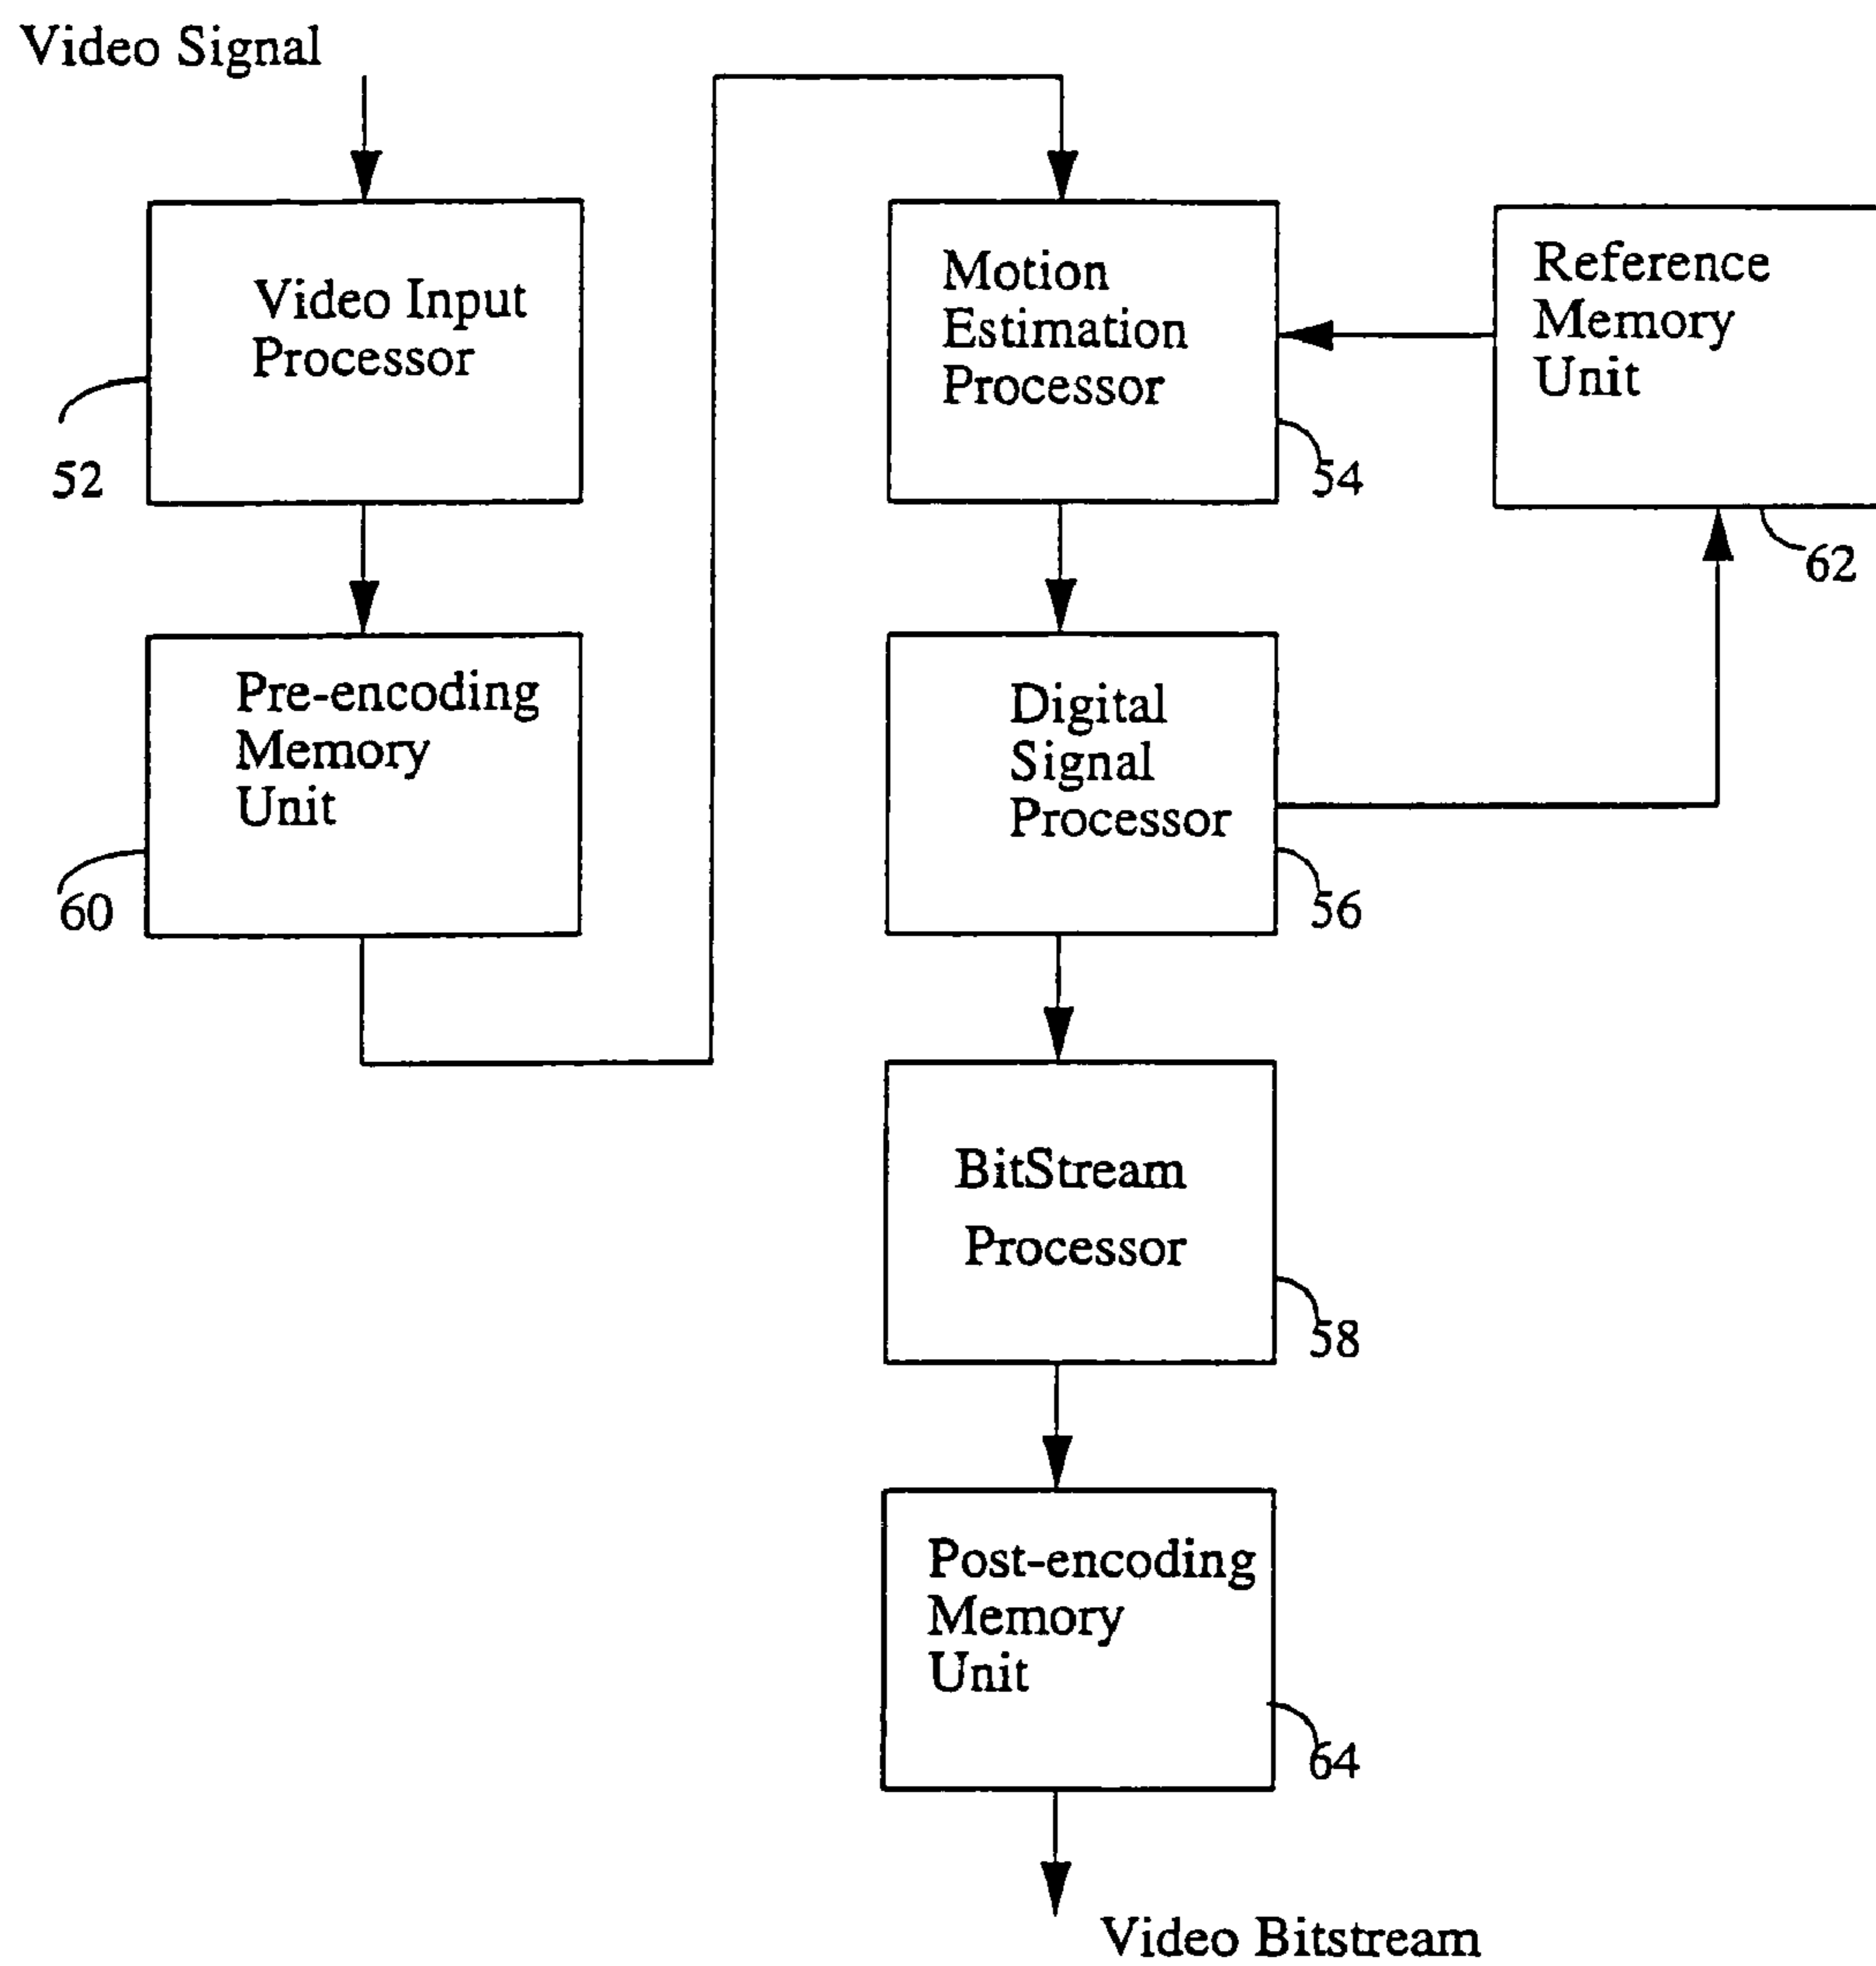 Video Signal
Video Input
Processor
52
Pre-encoding
Memory
Unit
60
Motion
Estimation
Processor
54
Reference
Memory
Unit
62
Digital
Signal
Processor
56
BitStream
Processor
58
Post-encoding
Memory
Unit
64
Video Bitstream